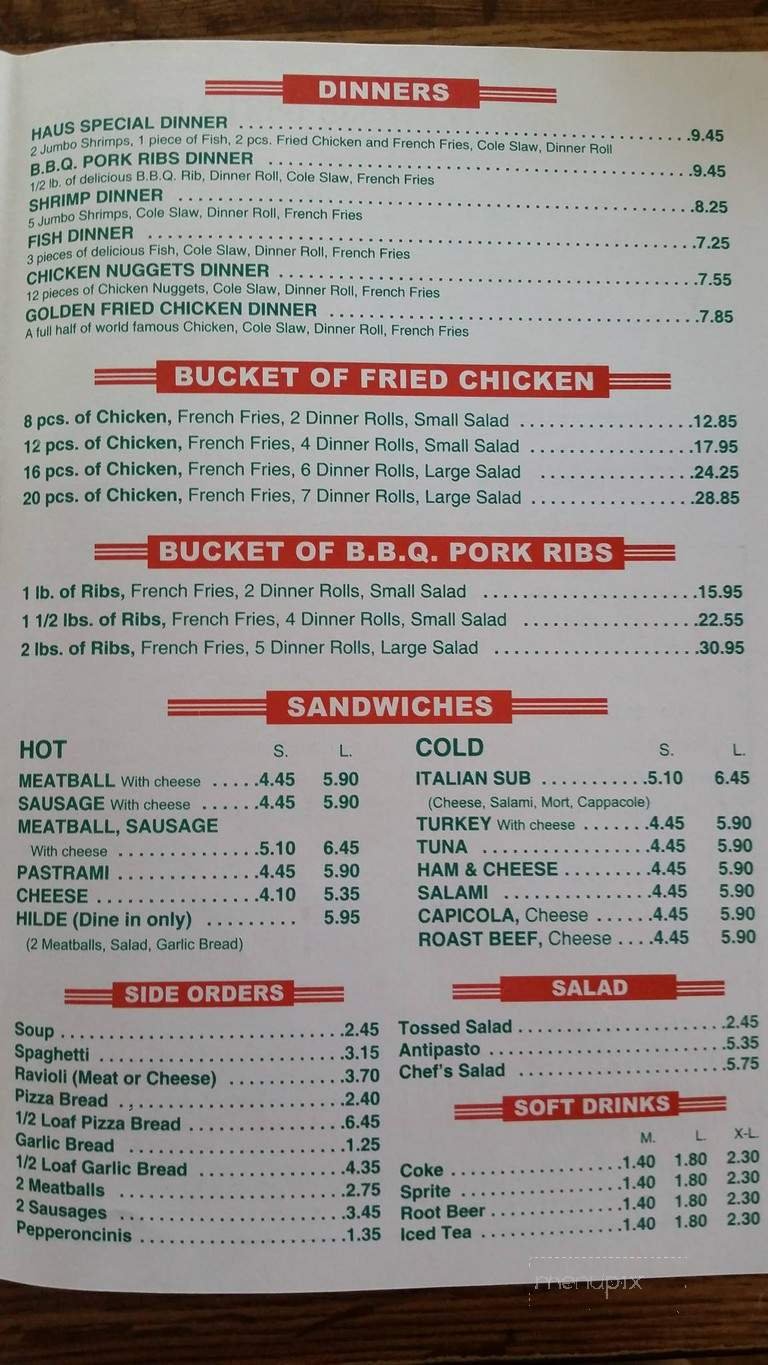 DINNERS
HAUS SPECIAL DINNER ........ 9.45
2 Jumbo Shrimps, 1 piece of Fish, 2 pcs. Fried Chicken and French Fries, Cole Slaw, Dinner Roll
B.B.Q. PORK RIBS DINNER ........ 9.45
1/2 lb. of delicious B.B.Q. Rib, Dinner Roll, Cole Slaw, French Fries
SHRIMP DINNER ........ 8.25
5 Jumbo Shrimps, Cole Slaw, Dinner Roll, French Fries
FISH DINNER ........ 7.25
3 pieces of delicious Fish, Cole Slaw, Dinner Roll, French Fries
CHICKEN NUGGETS DINNER ........ 7.55
12 pieces of Chicken Nuggets, Cole Slaw, Dinner Roll, French Fries
GOLDEN FRIED CHICKEN DINNER ........ 7.85
A full half of world famous Chicken, Cole Slaw, Dinner Roll, French Fries
BUCKET OF FRIED CHICKEN
8 pcs. of Chicken, French Fries, 2 Dinner Rolls, Small Salad ........ 12.85
12 pcs. of Chicken, French Fries, 4 Dinner Rolls, Small Salad ........ 17.95
16 pcs. of Chicken, French Fries, 6 Dinner Rolls, Large Salad ........ 24.25
20 pcs. of Chicken, French Fries, 7 Dinner Rolls, Large Salad ........ 28.85
BUCKET OF B.B.Q. PORK RIBS
1 lb. of Ribs, French Fries, 2 Dinner Rolls, Small Salad ........ 15.95
1 1/2 lbs. of Ribs, French Fries, 4 Dinner Rolls, Small Salad ........ 22.55
2 lbs. of Ribs, French Fries, 5 Dinner Rolls, Large Salad ........ 30.95
SANDWICHES
HOT S. L.
MEATBALL With cheese ..... 4.45 5.90
SAUSAGE With cheese ...... 4.45 5.90
MEATBALL, SAUSAGE
With cheese ........ 5.10 6.45
PASTRAMI ........ 4.45 5.90
CHEESE ........ 4.10 5.35
HILDE (Dine in only) ......... 5.95
(2 Meatballs, Salad, Garlic Bread)
COLD S. L.
ITALIAN SUB ........ 5.10 6.45
(Cheese, Salami, Mort, Cappacole)
TURKEY With cheese ....... 4.45 5.90
TUNA ........ 4.45 5.90
HAM & CHEESE ........ 4.45 5.90
SALAMI ........ 4.45 5.90
CAPICOLA, Cheese ...... 4.45 5.90
ROAST BEEF, Cheese .... 4.45 5.90
SIDE ORDERS
Soup ........ 2.45
Spaghetti ........ 3.15
Ravioli (Meat or Cheese) ........ 3.70
Pizza Bread ........ 2.40
1/2 Loaf Pizza Bread ........ 6.45
Garlic Bread ........ 1.25
1/2 Loaf Garlic Bread ........ 4.35
2 Meatballs ........ 2.75
2 Sausages ........ 3.45
Pepperoncinis ........ 1.35
SALAD
Tossed Salad ........ 2.45
Antipasto ........ 5.35
Chef's Salad ........ 5.75
SOFT DRINKS
M. L. X-L
Coke ........ 1.40 1.80 2.30
Sprite ........ 1.40 1.80 2.30
Root Beer ........ 1.40 1.80 2.30
Iced Tea ........ 1.40 1.80 2.30
menupix